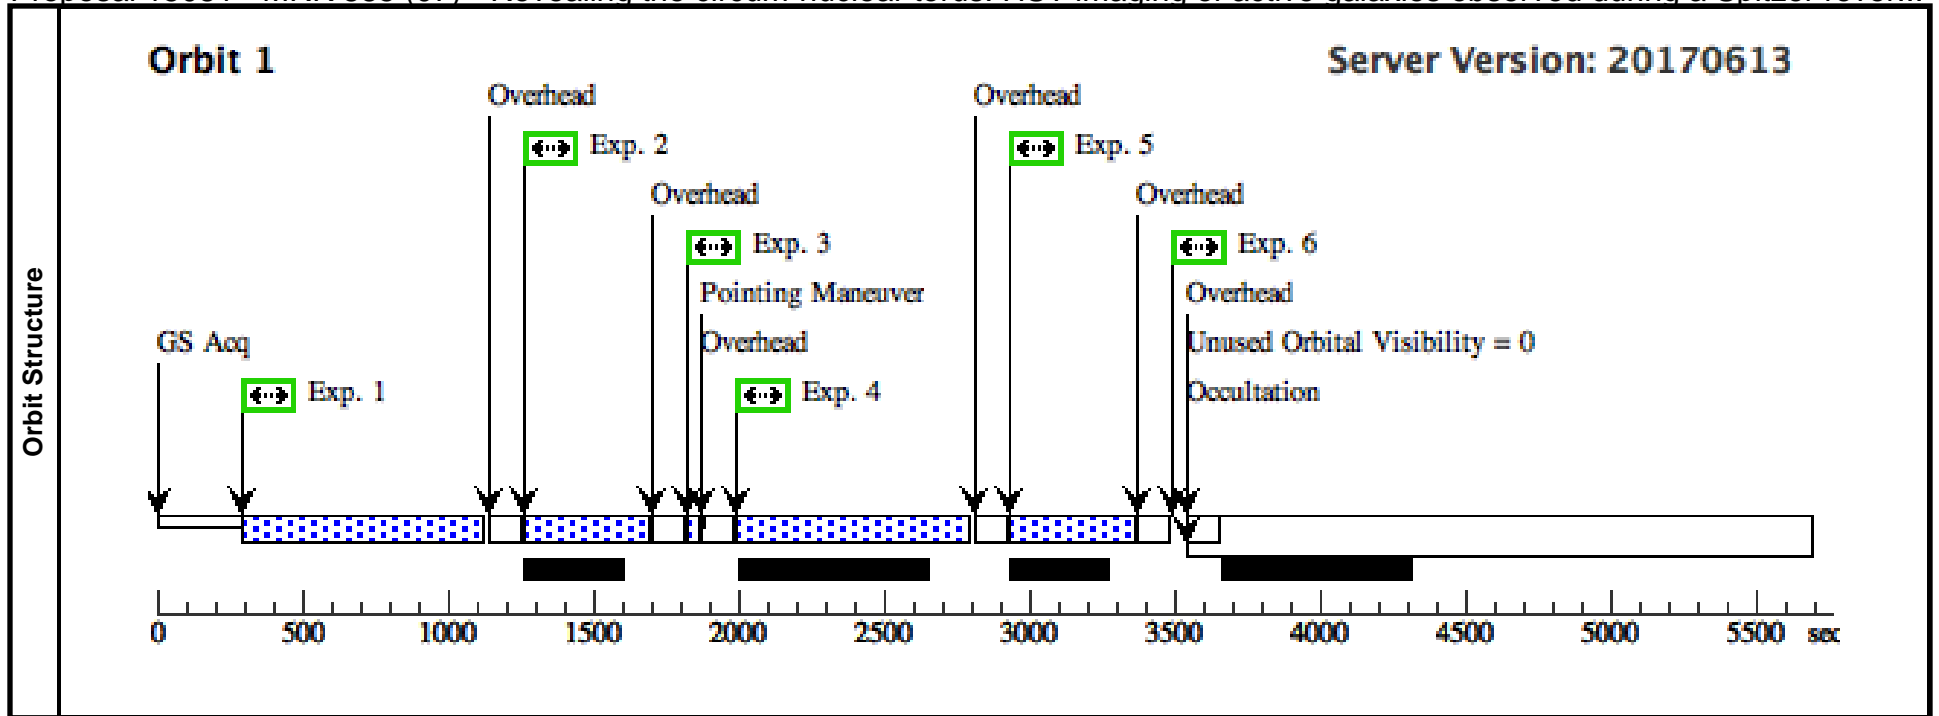 Orbit Structure
Orbit 1
Server Version: 20170613
Overhead
Overhead
Exp. 2
Exp. 5
Overhead
Overhead
Exp. 3
Exp. 6
Pointing Maneuver
Overhead
GS Acq
Overhead
Unused Orbital Visibility = 0
Exp. 1
Exp. 4
Occultation
0 500 1000 1500 2000 2500 3000 3500 4000 4500 5000 5500 sec